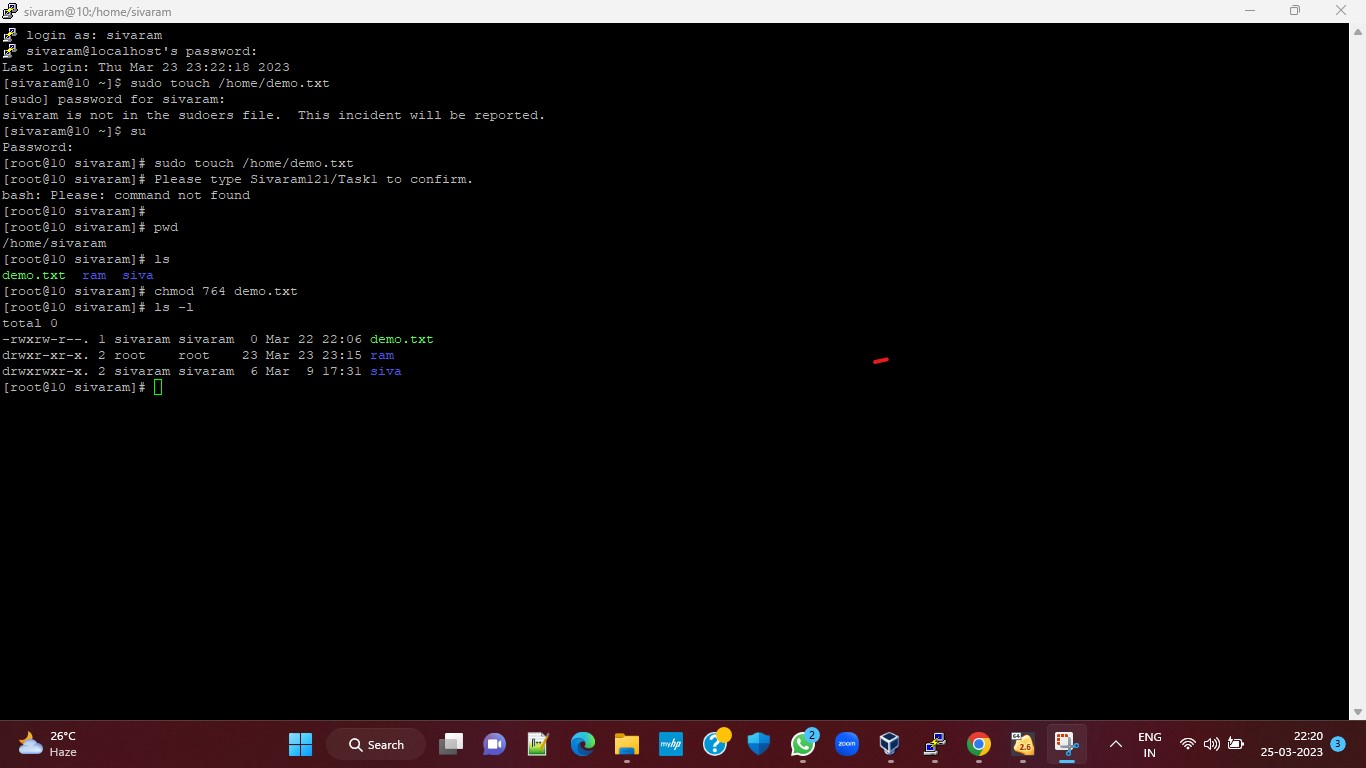 sivaram@10:/home/sivaram
login as: sivaram
sivaram@localhost's password:
Last login: Thu Mar 23 23:22:18 2023
[sivaram@10 ~]$ sudo touch /home/demo.txt
[sudo] password for sivaram:
sivaram is not in the sudoers file.  This incident will be reported.
[sivaram@10 ~]$ su
Password:
[root@10 sivaram]# sudo touch /home/demo.txt
[root@10 sivaram]# Please type Sivaram121/Task1 to confirm.
bash: Please: command not found
[root@10 sivaram]#
[root@10 sivaram]# pwd
/home/sivaram
[root@10 sivaram]# ls
demo.txt  ram  siva
[root@10 sivaram]# chmod 764 demo.txt
[root@10 sivaram]# ls -l
total 0
-rwxrw-r--. 1 sivaram sivaram  0 Mar 22 22:06 demo.txt
drwxr-xr-x. 2 root    root    23 Mar 23 23:15 ram
drwxrwxr-x. 2 sivaram sivaram  6 Mar  9 17:31 siva
[root@10 sivaram]#
26°C
Haze
Search
myhp
2
zoom
64
2.6
ENG
IN
22:20
25-03-2023
3